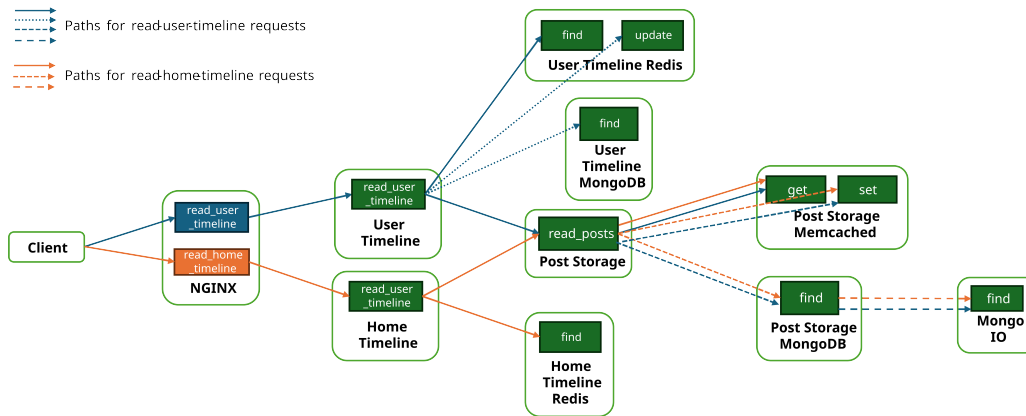 Paths for read-user-timeline requests
Paths for read-home-timeline requests
find
update
User Timeline Redis
find
User
Timeline
MongoDB
read_user
_timeline
User
Timeline
get
set
Post Storage
Memcached
read_user
_timeline
read_home
_timeline
NGINX
Client
read_posts
Post Storage
read_user
_timeline
Home
Timeline
find
Post Storage
MongoDB
find
Mongo
IO
find
Home
Timeline
Redis